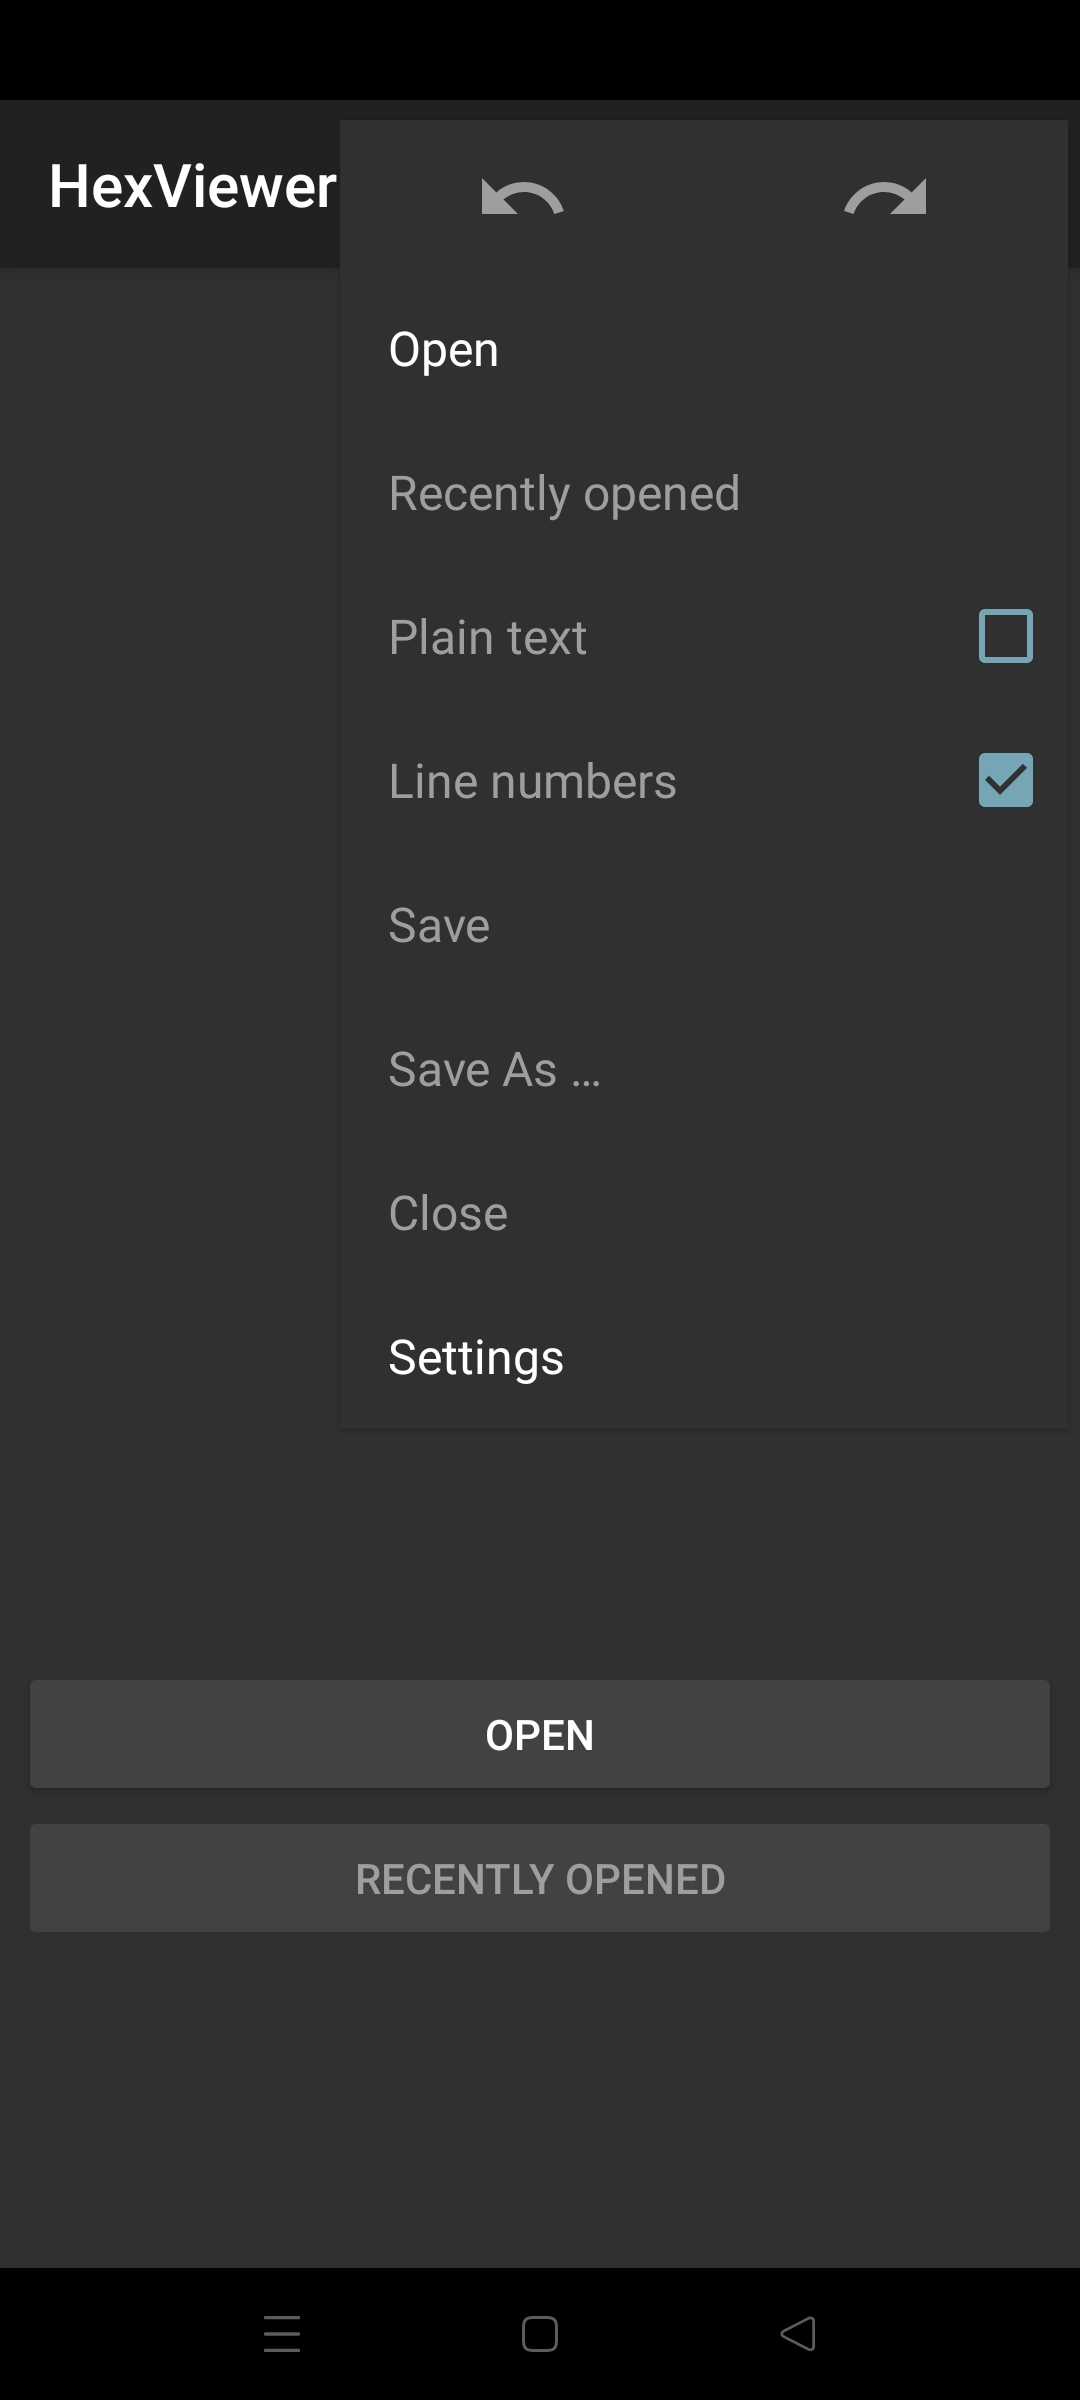 HexViewer
Open
Recently opened
Plain text
Line numbers
Save
Save As ...
Close
Settings
OPEN
RECENTLY OPENED